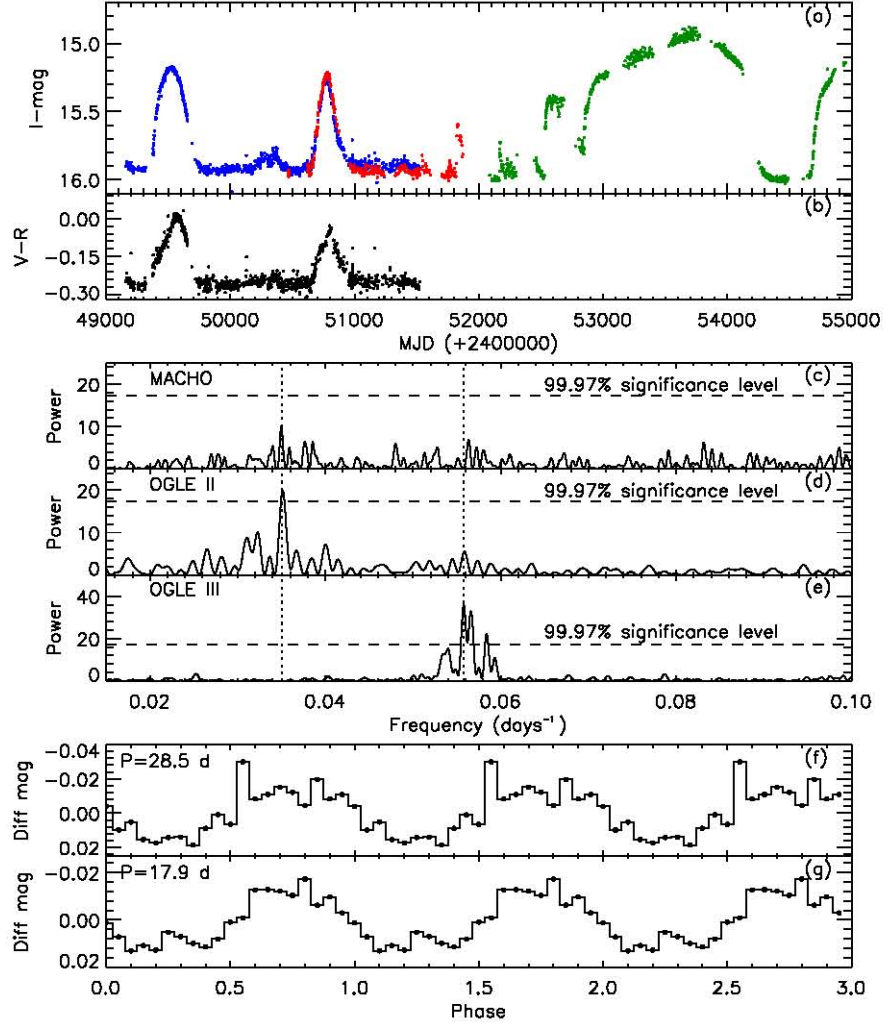 (a)
15.0
15.5
16.0
I-mag
(b)
0.00
-0.15
-0.30
V-R
49000 50000 51000 52000 53000 54000 55000
MJD (+2400000)
MACHO
99.97% significance level
(c)
20
10
0
Power
OGLE II
99.97% significance level
(d)
20
10
0
Power
OGLE III
99.97% significance level
(e)
40
20
0
Power
0.02 0.04 0.06 0.08 0.10
Frequency (days⁻¹)
P=28.5 d
(f)
-0.04
-0.02
0.00
0.02
Diff mag
P=17.9 d
(g)
-0.02
0.00
0.02
Diff mag
0.0 0.5 1.0 1.5 2.0 2.5 3.0
Phase